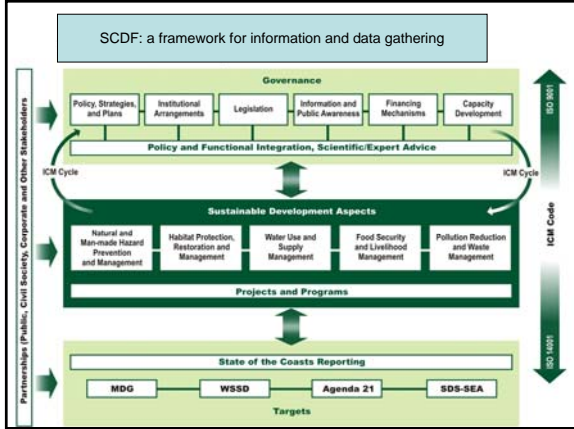 SCDF: a framework for information and data gathering
Governance
Policy, Strategies,
and Plans
Institutional
Arrangements
Legislation
Information and
Public Awareness
Financing
Mechanisms
Capacity
Development
Policy and Functional Integration, Scientific/Expert Advice
ICM Cycle
ICM Cycle
Sustainable Development Aspects
Natural and
Man-made Hazard
Prevention
and Management
Habitat Protection,
Restoration and
Management
Water Use and
Supply
Management
Food Security
and Livelihood
Management
Pollution Reduction
and Waste
Management
Projects and Programs
State of the Coasts Reporting
MDG
WSSD
Agenda 21
SDS-SEA
Targets
Partnerships (Public, Civil Society, Corporate and Other Stakeholders
ISO 9001
ICM Code
ISO 14001